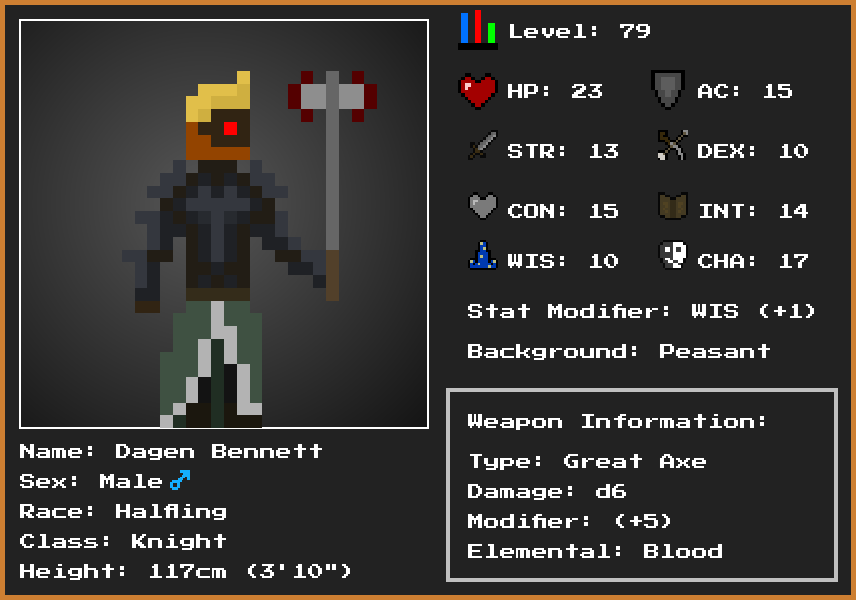 Level: 79
HP: 23 AC: 15
STR: 13 DEX: 10
CON: 15 INT: 14
WIS: 10 CHA: 17
Stat Modifier: WIS (+1)
Background: Peasant
Weapon Information:
Type: Great Axe
Damage: d6
Modifier: (+5)
Elemental: Blood
Name: Dagen Bennett
Sex: Male ♂
Race: Halfling
Class: Knight
Height: 117cm (3'10")